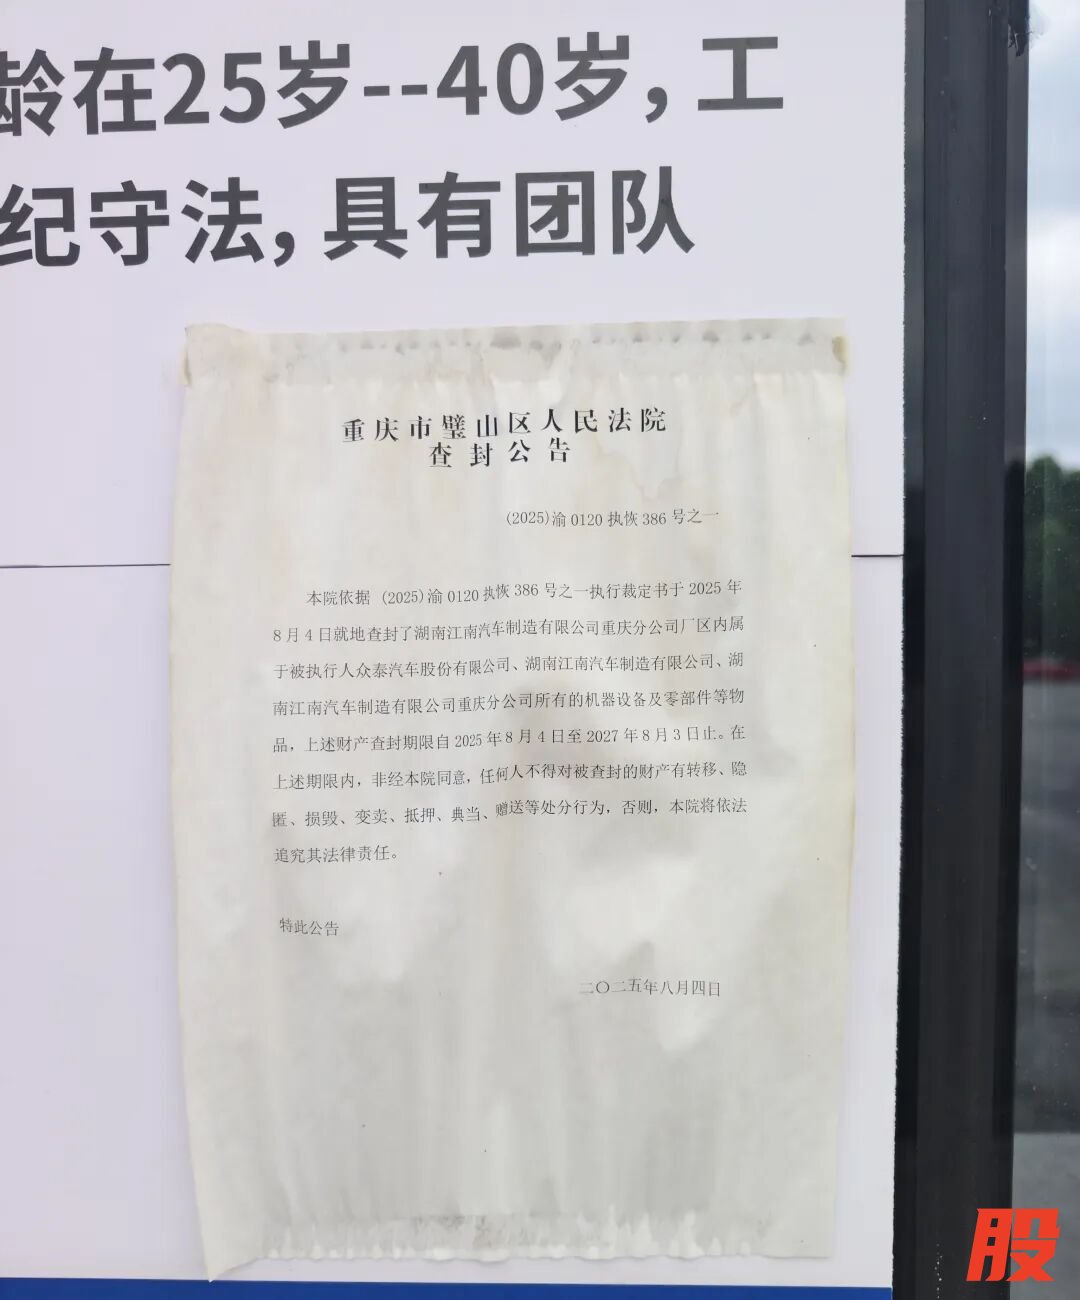 龄在25岁--40岁，工
纪守法，具有团队
重庆市璧山区人民法院
查封公告
(2025)渝0120执恢386号之一
本院依据 (2025)渝0120执恢386号之一执行裁定书于2025年
8月4日就地查封了湖南江南汽车制造有限公司重庆分公司厂区内属
于被执行人众泰汽车股份有限公司、湖南江南汽车制造有限公司、湖
南江南汽车制造有限公司重庆分公司所有的机器设备及零部件等物
品，上述财产查封期限自2025年8月4日至2027年8月3日止。在
上述期限内，非经本院同意，任何人不得对被查封的财产有转移、隐
匿、损毁、变卖、抵押、典当、赠送等处分行为，否则，本院将依法
追究其法律责任。
特此公告
二〇二五年八月四日
股